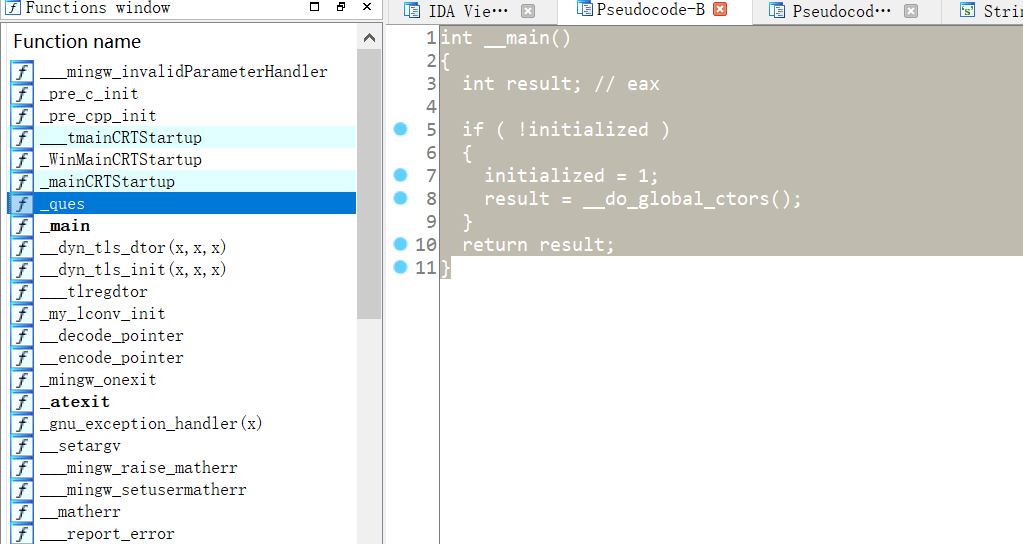 Functions window
Function name
___mingw_invalidParameterHandler
_pre_c_init
_pre_cpp_init
___tmainCRTStartup
_WinMainCRTStartup
_mainCRTStartup
_ques
_main
__dyn_tls_dtor(x,x,x)
__dyn_tls_init(x,x,x)
___tlregdtor
_my_lconv_init
__decode_pointer
__encode_pointer
_mingw_onexit
_atexit
_gnu_exception_handler(x)
__setargv
___mingw_raise_matherr
___mingw_setusermatherr
__matherr
___report_error
IDA Vie⋯ Pseudocode-B Pseudocod⋯ Strin
1 int __main()
2 {
3 int result; // eax
4
5 if ( !initialized )
6 {
7 initialized = 1;
8 result = __do_global_ctors();
9 }
10 return result;
11 }